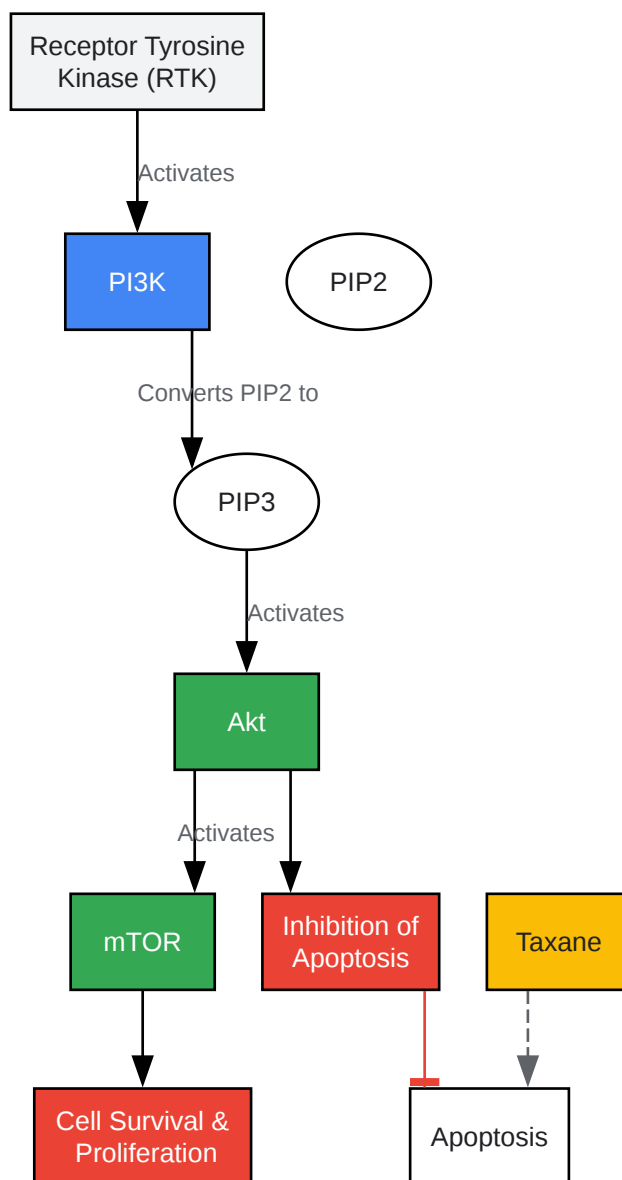 Receptor Tyrosine
Kinase (RTK)
Activates
PI3K
PIP2
Converts PIP2 to
PIP3
Activates
Akt
Activates
mTOR
Inhibition of
Apoptosis
Taxane
Cell Survival &
Proliferation
Apoptosis